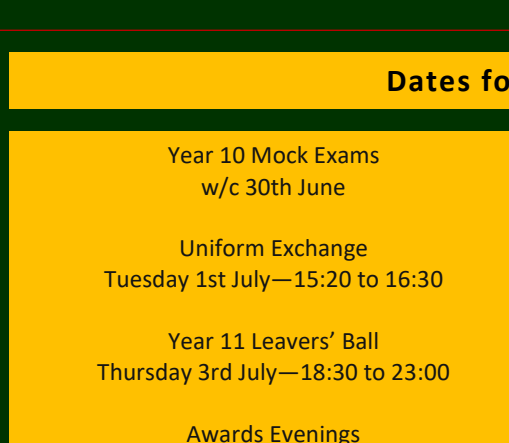 Dates fo
Year 10 Mock Exams
w/c 30th June
Uniform Exchange
Tuesday 1st July—15:20 to 16:30
Year 11 Leavers’ Ball
Thursday 3rd July—18:30 to 23:00
Awards Evenings